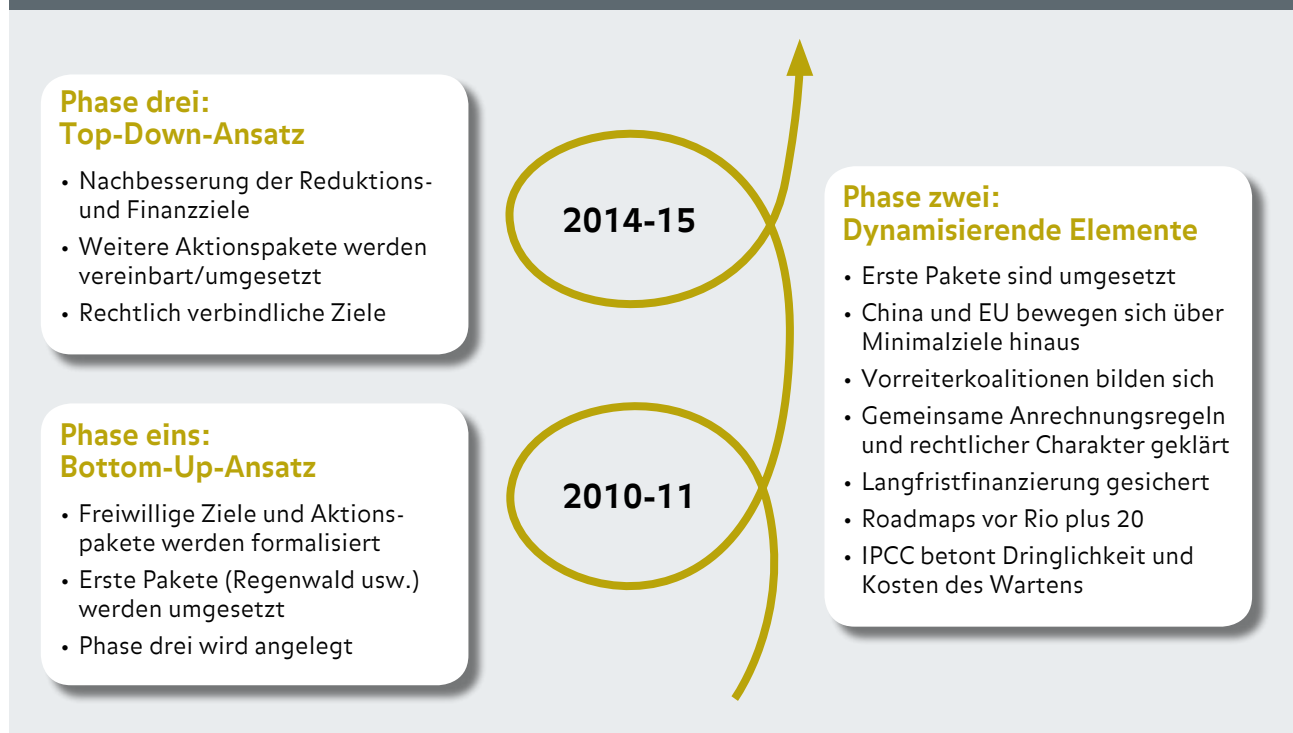 Phase drei:
Top-Down-Ansatz
• Nachbesserung der Reduktions-
und Finanzziele
• Weitere Aktionspakete werden
vereinbart/umgesetzt
• Rechtlich verbindliche Ziele
2014-15
Phase zwei:
Dynamisierende Elemente
• Erste Pakete sind umgesetzt
• China und EU bewegen sich über
Minimalziele hinaus
• Vorreiterkoalitionen bilden sich
• Gemeinsame Anrechnungsregeln
und rechtlicher Charakter geklärt
• Langfristfinanzierung gesichert
• Roadmaps vor Rio plus 20
• IPCC betont Dringlichkeit und
Kosten des Wartens
Phase eins:
Bottom-Up-Ansatz
• Freiwillige Ziele und Aktions-
pakete werden formalisiert
• Erste Pakete (Regenwald usw.)
werden umgesetzt
• Phase drei wird angelegt
2010-11